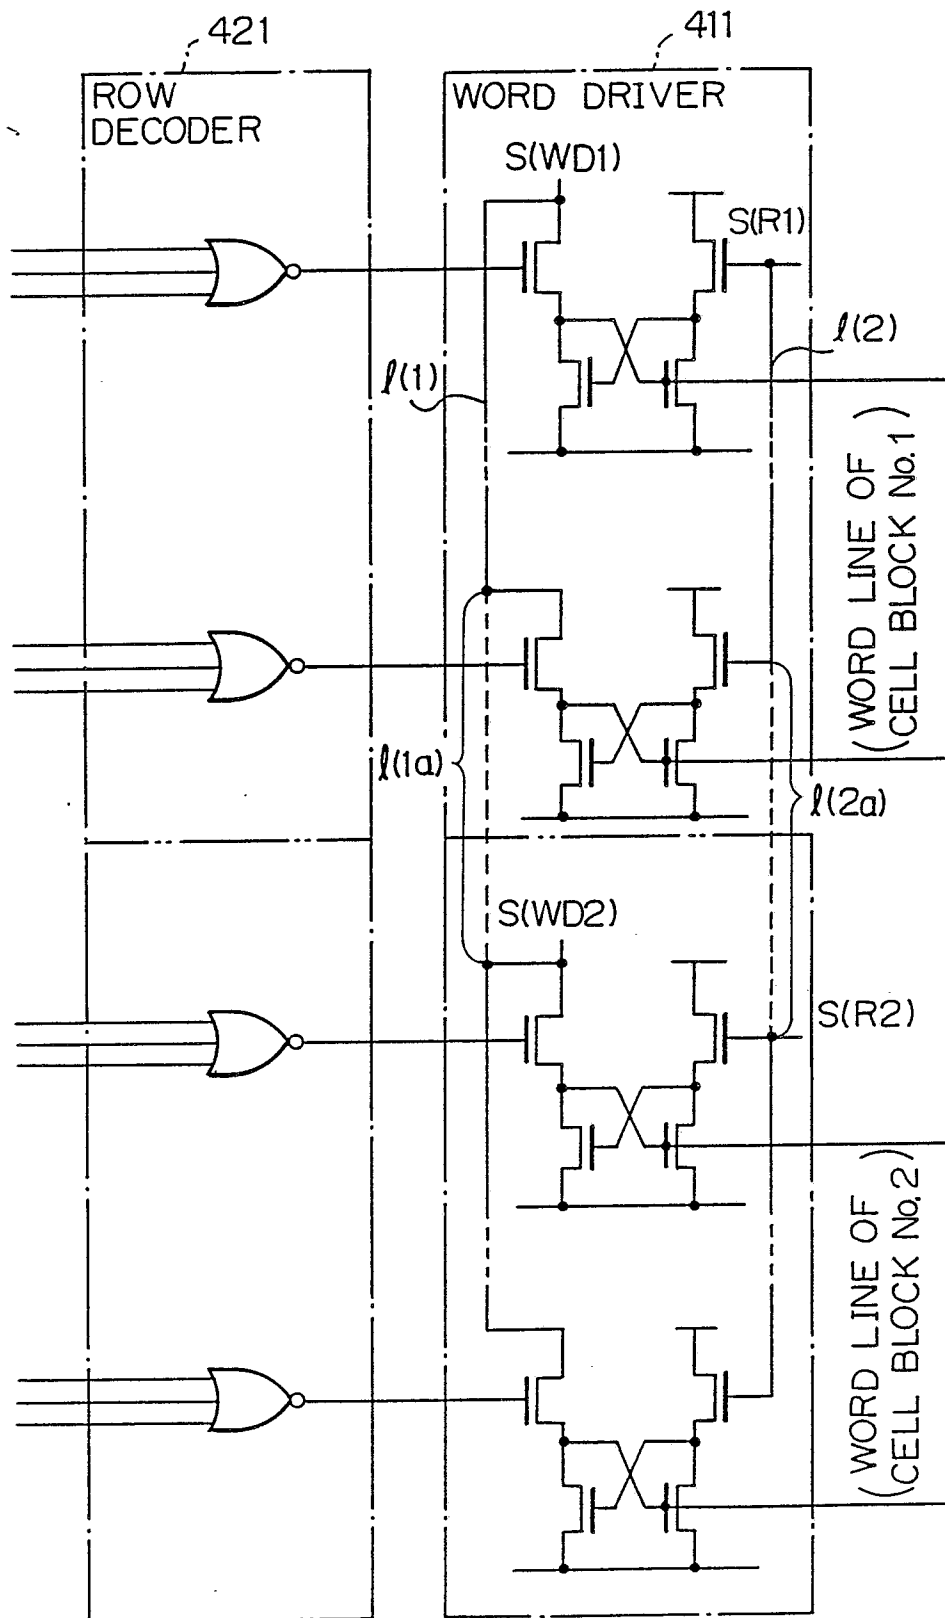 421
411
ROW
DECODER
WORD DRIVER
S(WD1)
S(R1)
ℓ(2)
ℓ(1)
(WORD LINE OF
CELL BLOCK No.1)
ℓ(1a)
ℓ(2a)
S(WD2)
S(R2)
(WORD LINE OF
CELL BLOCK No.2)